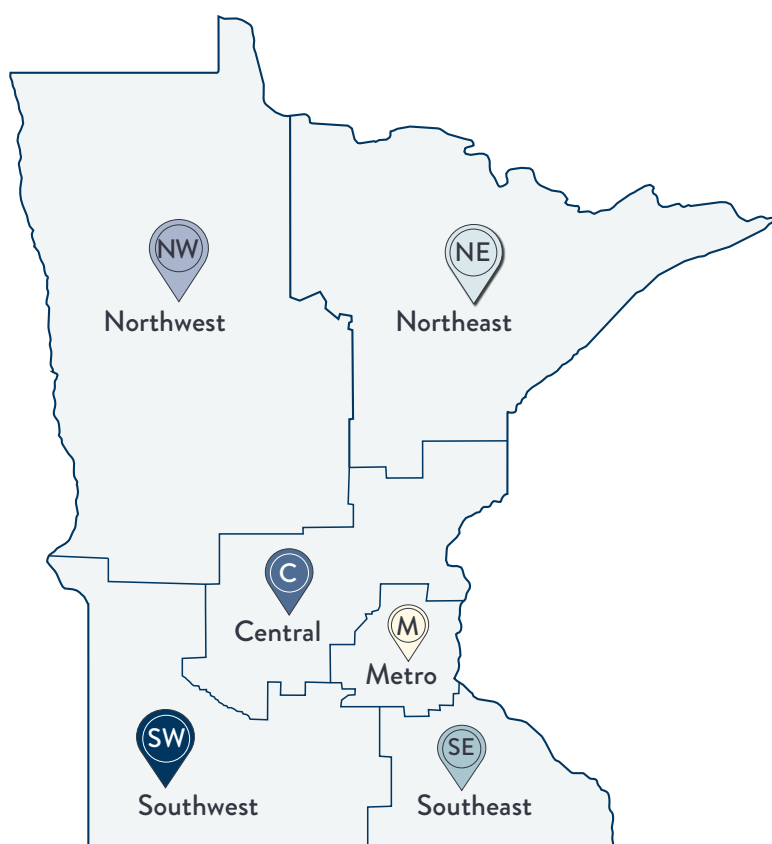 NW
Northwest
NE
Northeast
C
Central
M
Metro
SW
Southwest
SE
Southeast